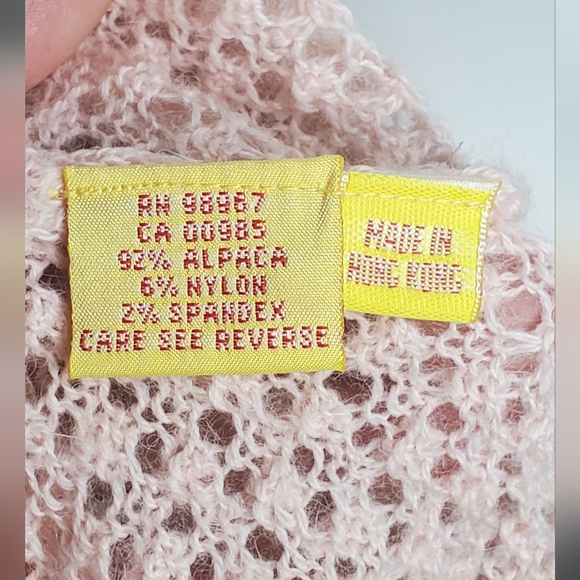 RN 98967
CA 00985
92% ALPACA
6% NYLON
2% SPANDEX
CARE SEE REVERSE
MADE IN
HONG KONG